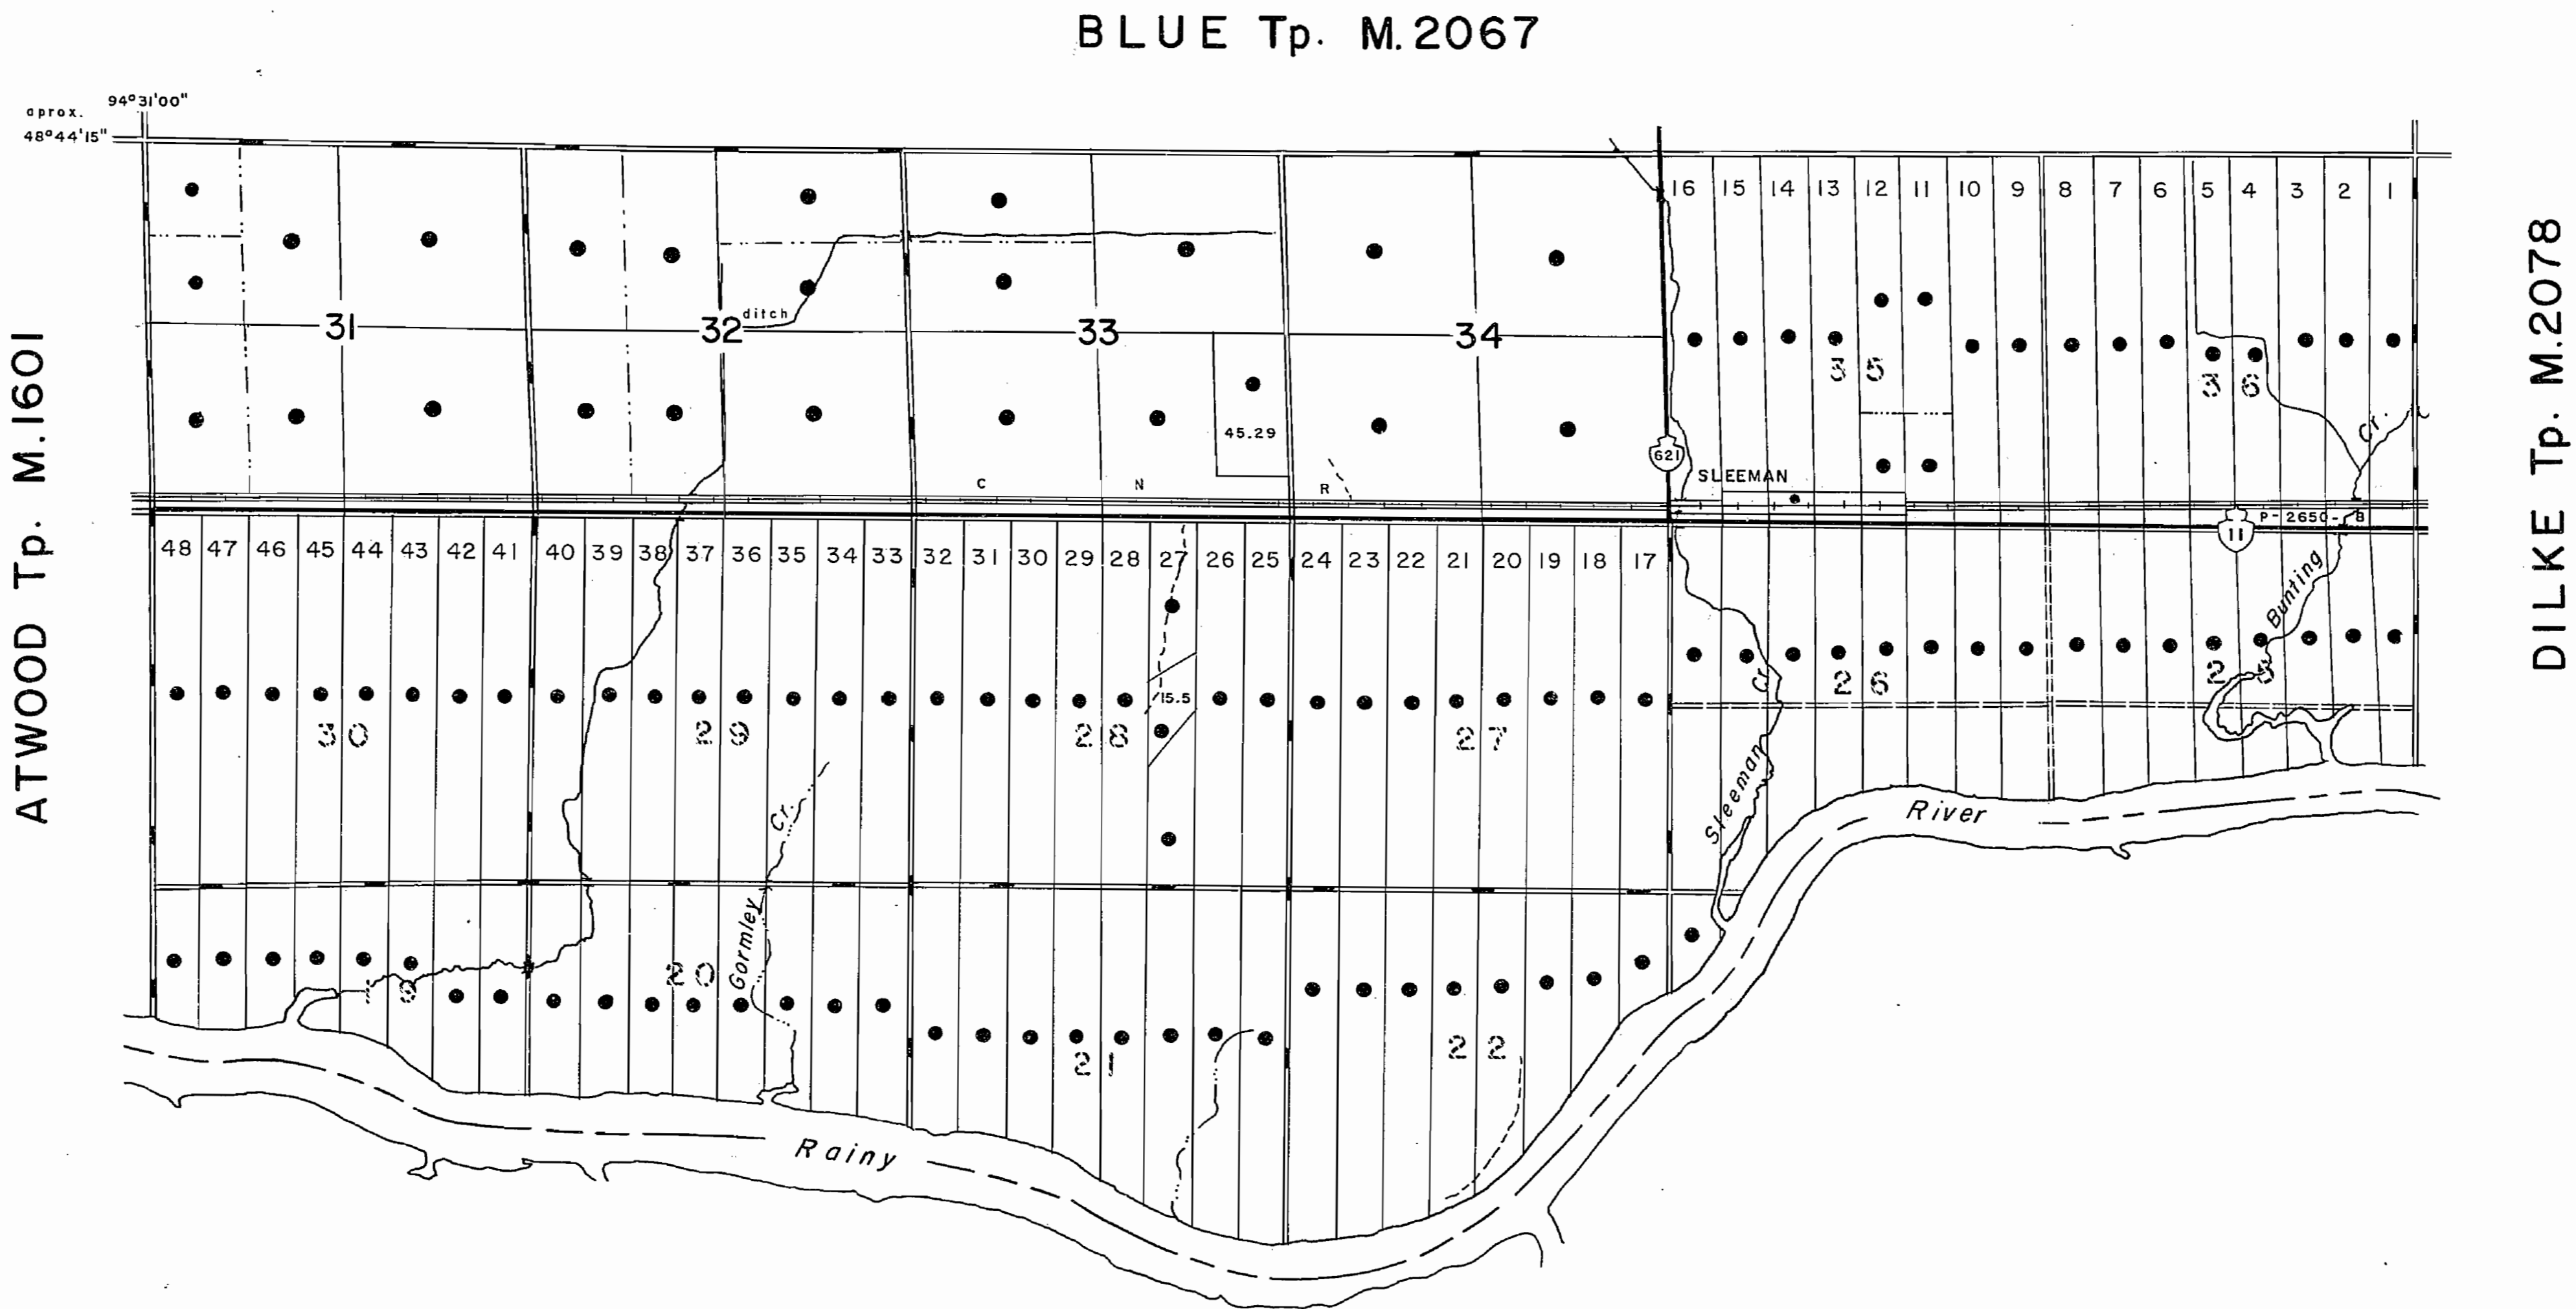 BLUE Tp. M.2067
94°31'00"
aprox.
48°44'15"
ATWOOD Tp. M.1601
DILKE Tp. M.2078
16 15 14 13 12 11 10 9 8 7 6 5 4 3 2 1
ditch
31 32 33 34
35 36
45.29
Cr.
621
SLEEMAN
C N R
P-2650-8
11
48 47 46 45 44 43 42 41 40 39 38 37 36 35 34 33 32 31 30 29 28 27 26 25 24 23 22 21 20 19 18 17
Bunting
15.5
30 29 28 27 26 25
Sleeman Cr.
Gormley Cr.
River
19 20 21 22
Rainy